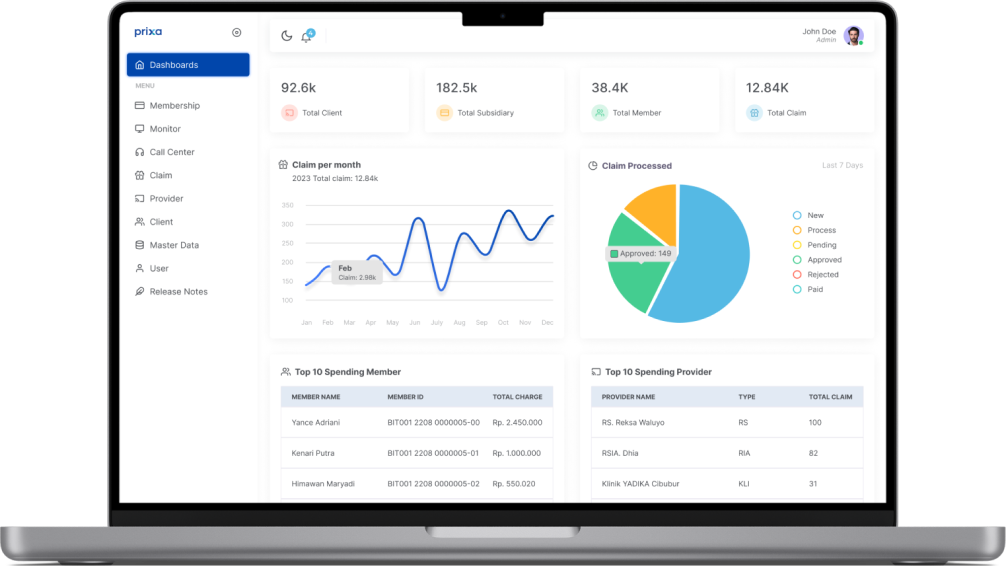 prixa
Dashboards
MENU
Membership
Monitor
Call Center
Claim
Provider
Client
Master Data
User
Release Notes
John Doe
Admin
92.6k
Total Client
182.5k
Total Subsidiary
38.4K
Total Member
12.84K
Total Claim
Claim per month
2023 Total claim: 12.84k
350
300
250
200
150
100
Feb
Claim: 2.98k
Jan Feb Mar Apr May Jun July Aug Sep Oct Nov Dec
Claim Processed
Last 7 Days
Approved: 149
New
Process
Pending
Approved
Rejected
Paid
Top 10 Spending Member
MEMBER NAME MEMBER ID TOTAL CHARGE
Yance Adriani BIT001 2208 0000005-00 Rp. 2.450.000
Kenari Putra BIT001 2208 0000005-01 Rp. 1.000.000
Himawan Maryadi BIT001 2208 0000005-02 Rp. 550.020
Top 10 Spending Provider
PROVIDER NAME TYPE TOTAL CLAIM
RS. Reksa Waluyo RS 100
RSIA. Dhia RIA 82
Klinik YADIKA Cibubur KLI 31